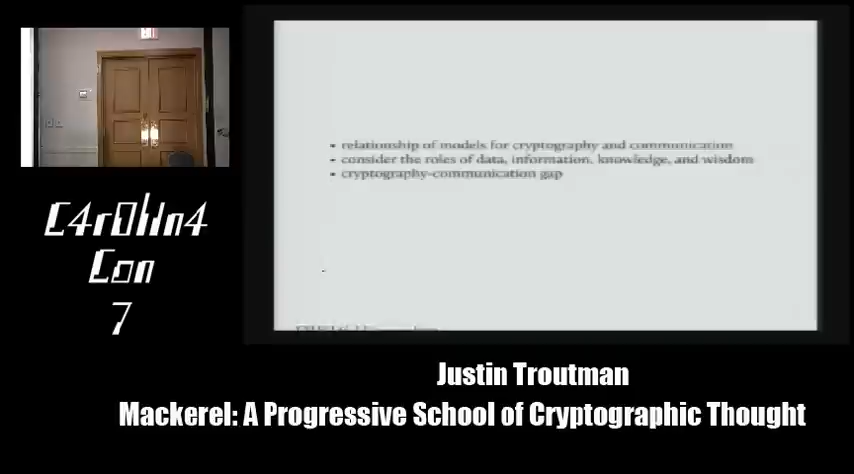 • relationship of models for cryptography and communication
• consider the roles of data, information, knowledge, and wisdom
• cryptography-communication gap
C4r0l1n4
Con
7
Justin Troutman
Mackerel: A Progressive School of Cryptographic Thought